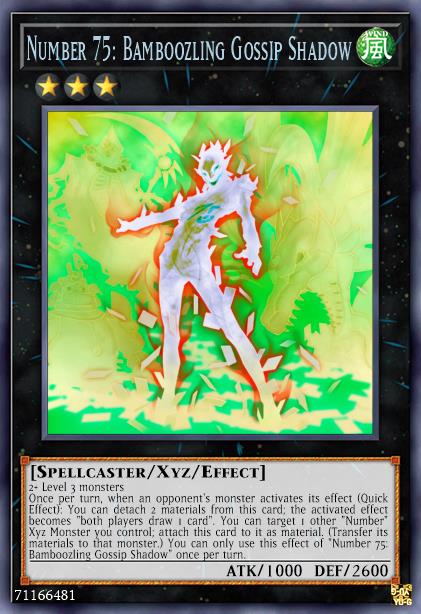 Number 75: Bamboozling Gossip Shadow
WIND
風
[Spellcaster/Xyz/Effect]
2+ Level 3 monsters
Once per turn, when an opponent's monster activates its effect (Quick
Effect): You can detach 2 materials from this card; the activated effect
becomes "both players draw 1 card". You can target 1 other "Number"
Xyz Monster you control; attach this card to it as material. (Transfer its
materials to that monster.) You can only use this effect of "Number 75:
Bamboozling Gossip Shadow" once per turn.
ATK/1000 DEF/2600
71166481